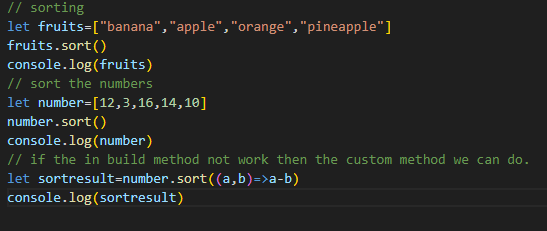 // sorting
let fruits=["banana","apple","orange","pineapple"]
fruits.sort()
console.log(fruits)
// sort the numbers
let number=[12,3,16,14,10]
number.sort()
console.log(number)
// if the in build method not work then the custom method we can do.
let sortresult=number.sort((a,b)=>a-b)
console.log(sortresult)